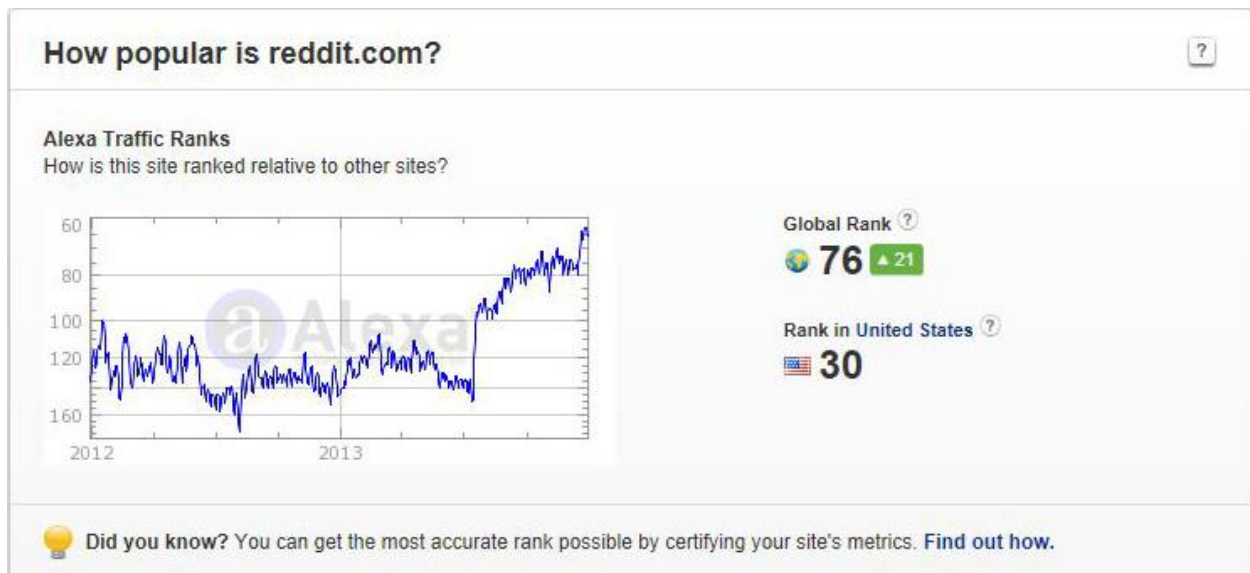 How popular is reddit.com?
?
Alexa Traffic Ranks
How is this site ranked relative to other sites?
60
80
100
120
160
2012
2013
a Alexa
Global Rank ?
76 ▲21
Rank in United States ?
30
Did you know? You can get the most accurate rank possible by certifying your site's metrics. Find out how.